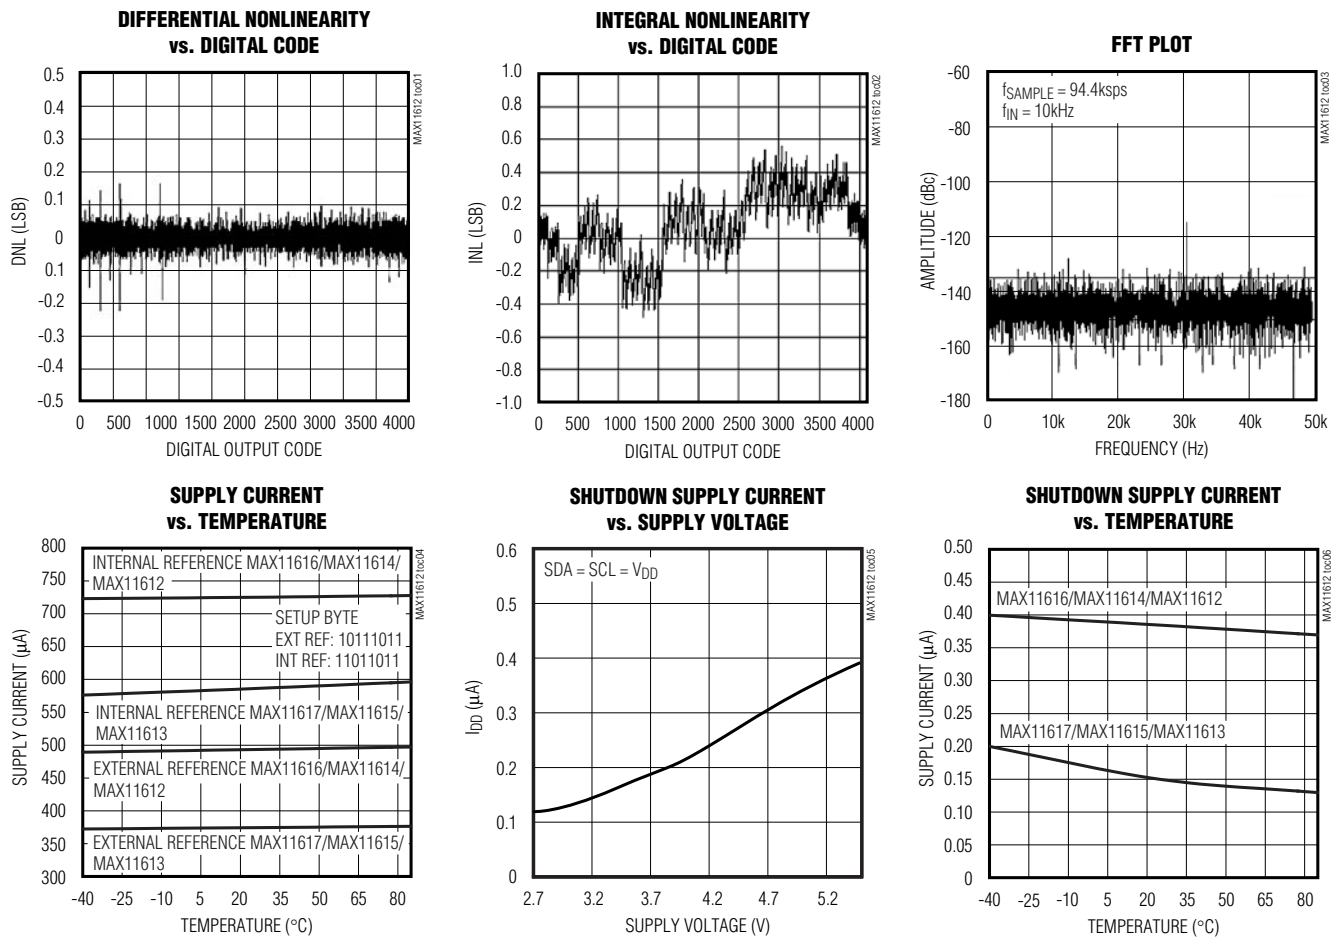 DIFFERENTIAL NONLINEARITY
vs. DIGITAL CODE
MAX11612 toc01
DNL (LSB)
0.5
0.4
0.3
0.2
0.1
0
0.1
-0.2
-0.3
-0.4
-0.5
0 500 1000 1500 2000 2500 3000 3500 4000
DIGITAL OUTPUT CODE
INTEGRAL NONLINEARITY
vs. DIGITAL CODE
MAX11612 toc02
INL (LSB)
1.0
0.8
0.6
0.4
0.2
0
-0.2
-0.4
-0.6
-0.8
-1.0
0 500 1000 1500 2000 2500 3000 3500 4000
DIGITAL OUTPUT CODE
FFT PLOT
MAX11612 toc03
fSAMPLE = 94.4ksps
fIN = 10kHz
AMPLITUDE (dBc)
-60
-80
-100
-120
-140
-160
-180
0 10k 20k 30k 40k 50k
FREQUENCY (Hz)
SUPPLY CURRENT
vs. TEMPERATURE
MAX11612 toc04
SUPPLY CURRENT (µA)
800
750
700
650
600
550
500
450
400
350
300
INTERNAL REFERENCE MAX11616/MAX11614/
MAX11612
SETUP BYTE
EXT REF: 10111011
INT REF: 11011011
INTERNAL REFERENCE MAX11617/MAX11615/
MAX11613
EXTERNAL REFERENCE MAX11616/MAX11614/
MAX11612
EXTERNAL REFERENCE MAX11617/MAX11615/
MAX11613
-40 -25 -10 5 20 35 50 65 80
TEMPERATURE (°C)
SHUTDOWN SUPPLY CURRENT
vs. SUPPLY VOLTAGE
MAX11612 toc05
SDA = SCL = VDD
IDD (µA)
0.6
0.5
0.4
0.3
0.2
0.1
0
2.7 3.2 3.7 4.2 4.7 5.2
SUPPLY VOLTAGE (V)
SHUTDOWN SUPPLY CURRENT
vs. TEMPERATURE
MAX11612 toc06
SUPPLY CURRENT (µA)
0.50
0.45
0.40
0.35
0.30
0.25
0.20
0.15
0.10
0.05
0
MAX11616/MAX11614/MAX11612
MAX11617/MAX11615/MAX11613
-40 -25 -10 5 20 35 50 65 80
TEMPERATURE (°C)